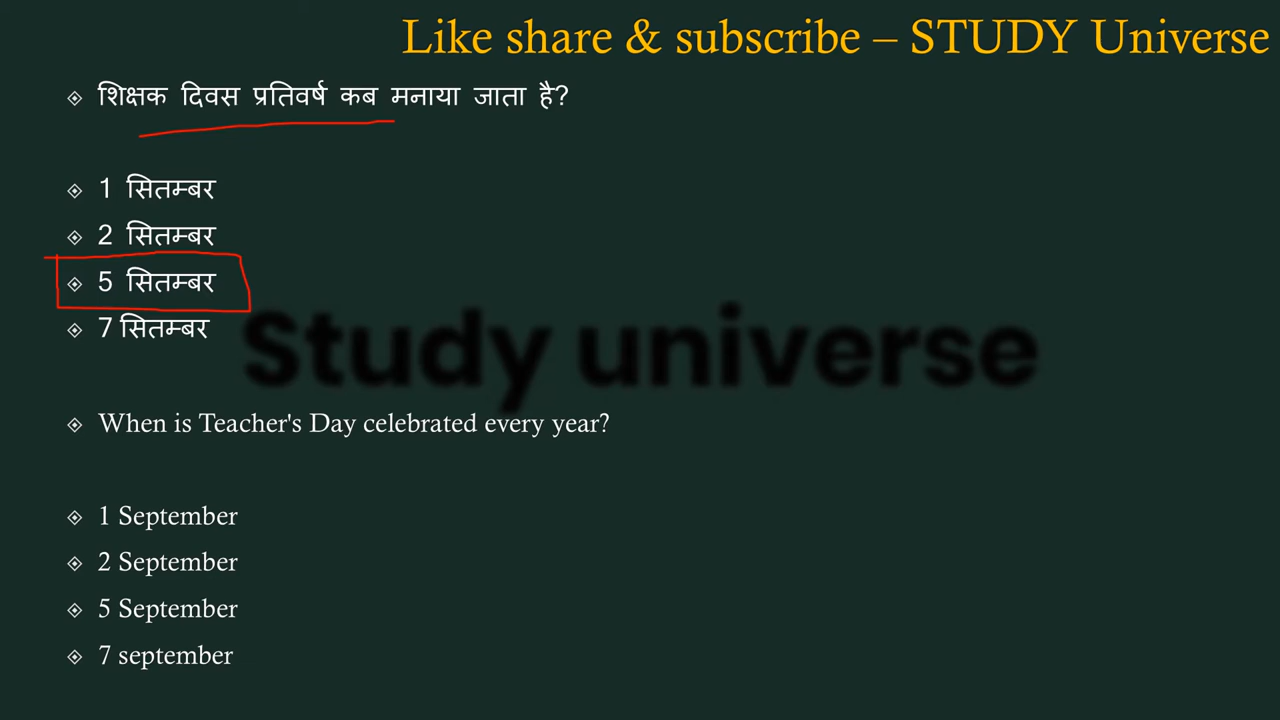 Like share & subscribe – STUDY Universe
शिक्षक दिवस प्रतिवर्ष कब मनाया जाता है?
1 सितम्बर
2 सितम्बर
5 सितम्बर
7 सितम्बर
Study universe
When is Teacher's Day celebrated every year?
1 September
2 September
5 September
7 september